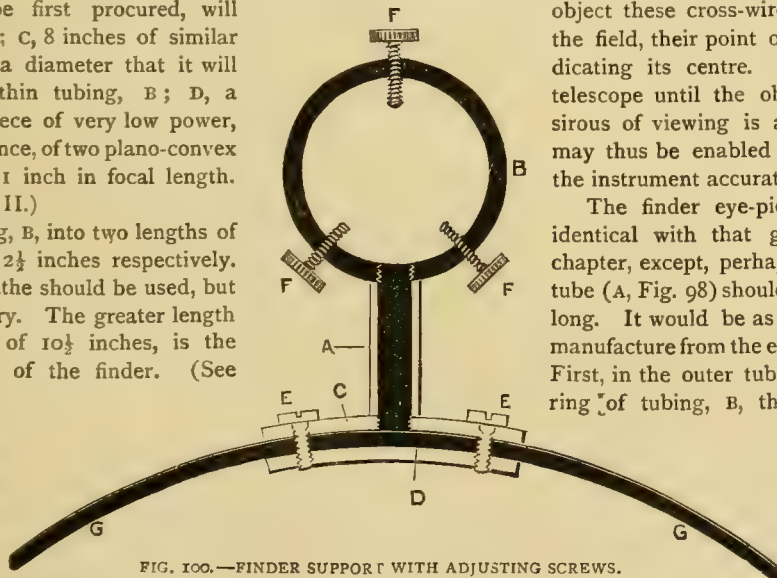 be first procured, will
; C, 8 inches of similar
a diameter that it will
thin tubing, B; D, a
ece of very low power,
nce, of two plano-convex
1 inch in focal length.
II.)
g, B, into two lengths of
2½ inches respectively.
athe should be used, but
ry. The greater length
of 10½ inches, is the
of the finder. (See
F
B
F
F
A
E
C
E
D
G
G
FIG. 100.—FINDER SUPPORT WITH ADJUSTING SCREWS.
object these cross-wir
the field, their point o
dicating its centre.
telescope until the ob
sirous of viewing is a
may thus be enabled
the instrument accurat
The finder eye-pie
identical with that g
chapter, except, perha
tube (A, Fig. 98) should
long. It would be as
manufacture from the e
First, in the outer tub
ring of tubing, B, th